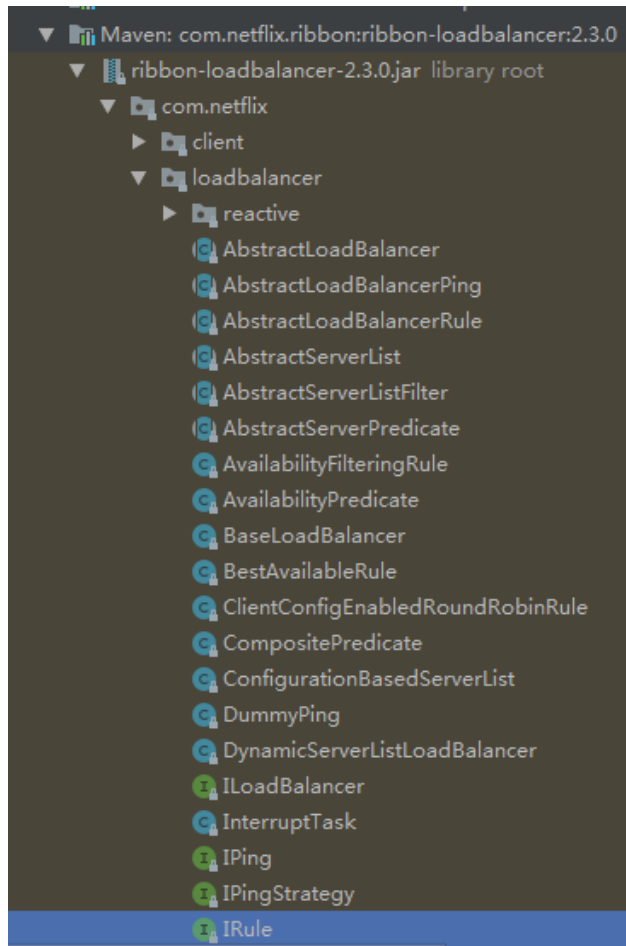 Maven: com.netflix.ribbon:ribbon-loadbalancer:2.3.0
ribbon-loadbalancer-2.3.0.jar library root
com.netflix
client
loadbalancer
reactive
AbstractLoadBalancer
AbstractLoadBalancerPing
AbstractLoadBalancerRule
AbstractServerList
AbstractServerListFilter
AbstractServerPredicate
AvailabilityFilteringRule
AvailabilityPredicate
BaseLoadBalancer
BestAvailableRule
ClientConfigEnabledRoundRobinRule
CompositePredicate
ConfigurationBasedServerList
DummyPing
DynamicServerListLoadBalancer
ILoadBalancer
InterruptTask
IPing
IPingStrategy
IRule